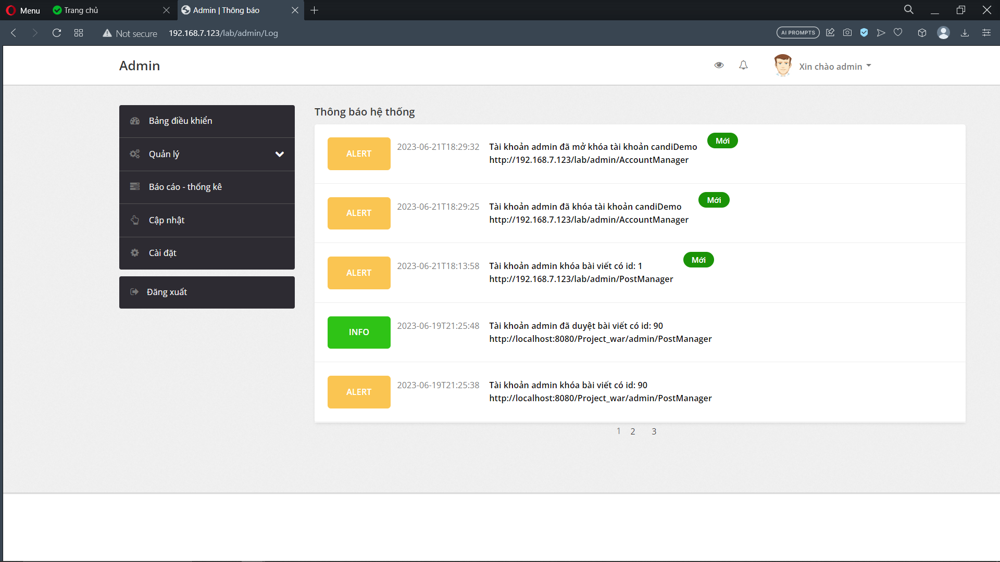 Menu
Trang chủ
Admin | Thông báo
Not secure
192.168.7.123/lab/admin/Log
AI PROMPTS
Admin
Xin chào admin
Bảng điều khiển
Quản lý
Báo cáo - thống kê
Cập nhật
Cài đặt
Đăng xuất
Thông báo hệ thống
ALERT
2023-06-21T18:29:32
Tài khoản admin đã mở khóa tài khoản candiDemo
http://192.168.7.123/lab/admin/AccountManager
Mới
ALERT
2023-06-21T18:29:25
Tài khoản admin đã khóa tài khoản candiDemo
http://192.168.7.123/lab/admin/AccountManager
Mới
ALERT
2023-06-21T18:13:58
Tài khoản admin khóa bài viết có id: 1
http://192.168.7.123/lab/admin/PostManager
Mới
INFO
2023-06-19T21:25:48
Tài khoản admin đã duyệt bài viết có id: 90
http://localhost:8080/Project_war/admin/PostManager
ALERT
2023-06-19T21:25:38
Tài khoản admin khóa bài viết có id: 90
http://localhost:8080/Project_war/admin/PostManager
1 2 3